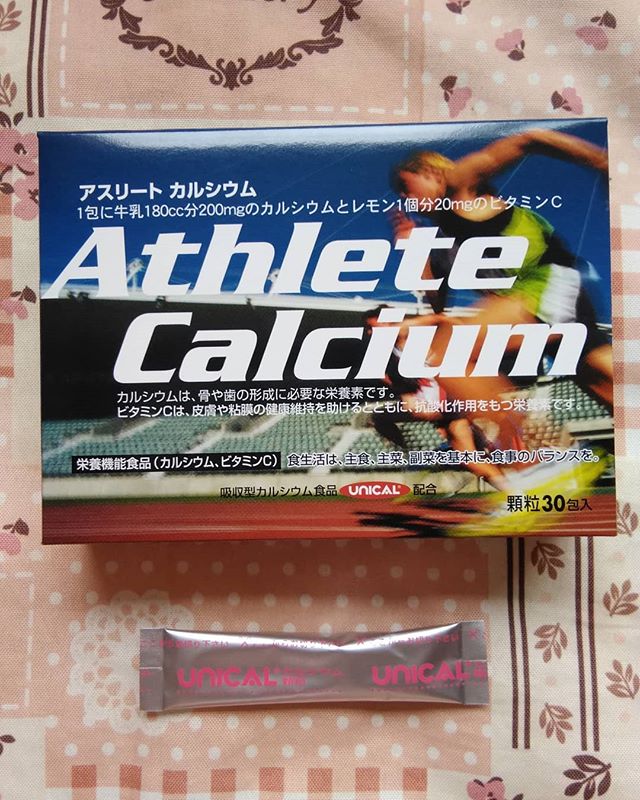 アスリート カルシウム
1包に牛乳180cc分200mgのカルシウムとレモン1個分20mgのビタミンC
Athlete
Calcium
カルシウムは、骨や歯の形成に必要な栄養素です。
ビタミンCは、皮膚や粘膜の健康維持を助けるとともに、抗酸化作用をもつ栄養素です。
栄養機能食品（カルシウム、ビタミンC） 食生活は、主食、主菜、副菜を基本に、食事のバランスを。
吸収型カルシウム食品 UNICAL 配合
顆粒30包入
UNICAL 顆粒 UNICAL